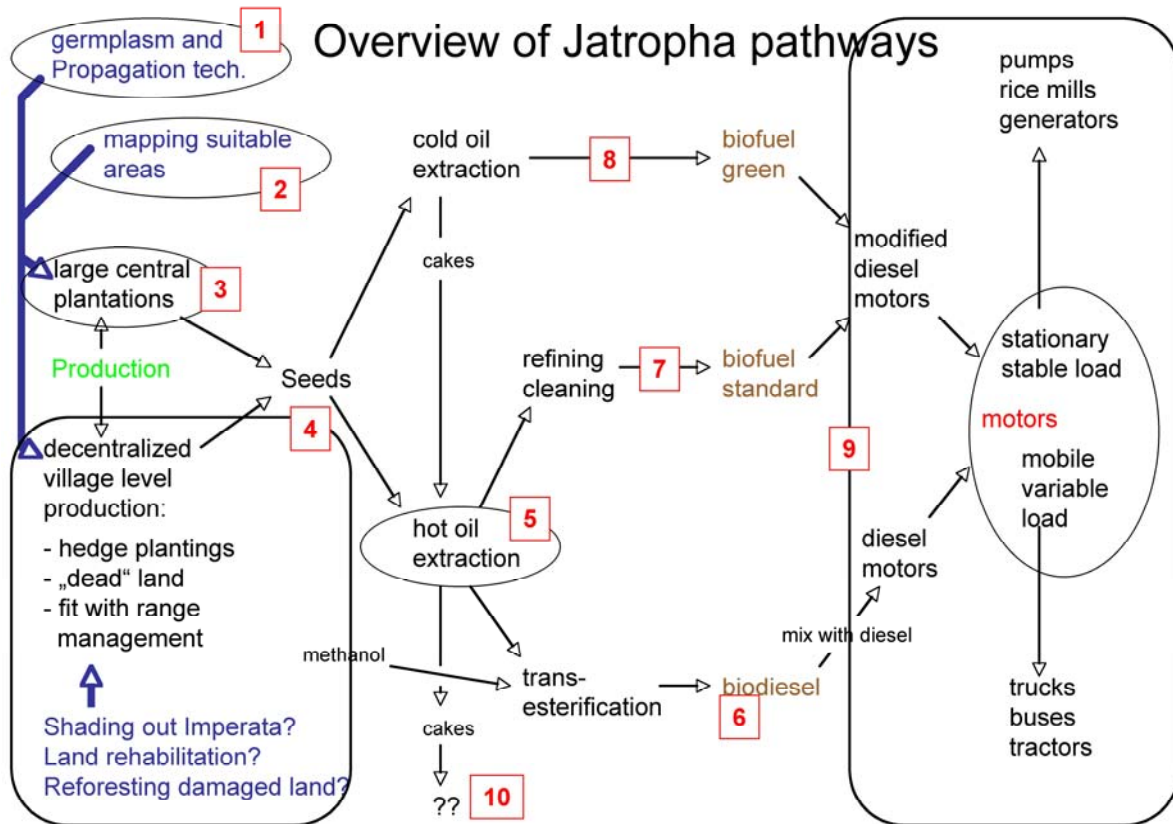 Overview of Jatropha pathways
1
germplasm and
Propagation tech.
mapping suitable
areas
2
large central
plantations
3
Production
Seeds
4
decentralized
village level
production:
- hedge plantings
- „dead“ land
- fit with range
management
Shading out Imperata?
Land rehabilitation?
Reforesting damaged land?
cold oil
extraction
8
biofuel
green
cakes
refining
cleaning
7
biofuel
standard
hot oil
extraction
5
methanol
trans-
esterification
biodiesel
6
mix with diesel
cakes
??
10
modified
diesel
motors
9
diesel
motors
pumps
rice mills
generators
stationary
stable load
motors
mobile
variable
load
trucks
buses
tractors